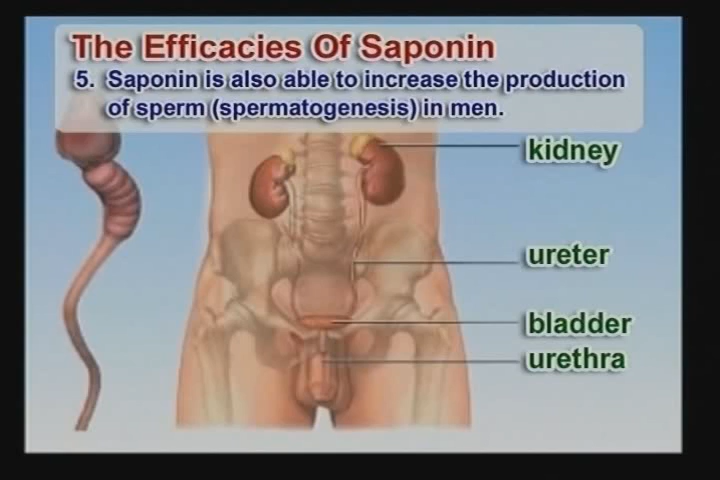 The Efficacies Of Saponin
5. Saponin is also able to increase the production
of sperm (spermatogenesis) in men.
kidney
ureter
bladder
urethra